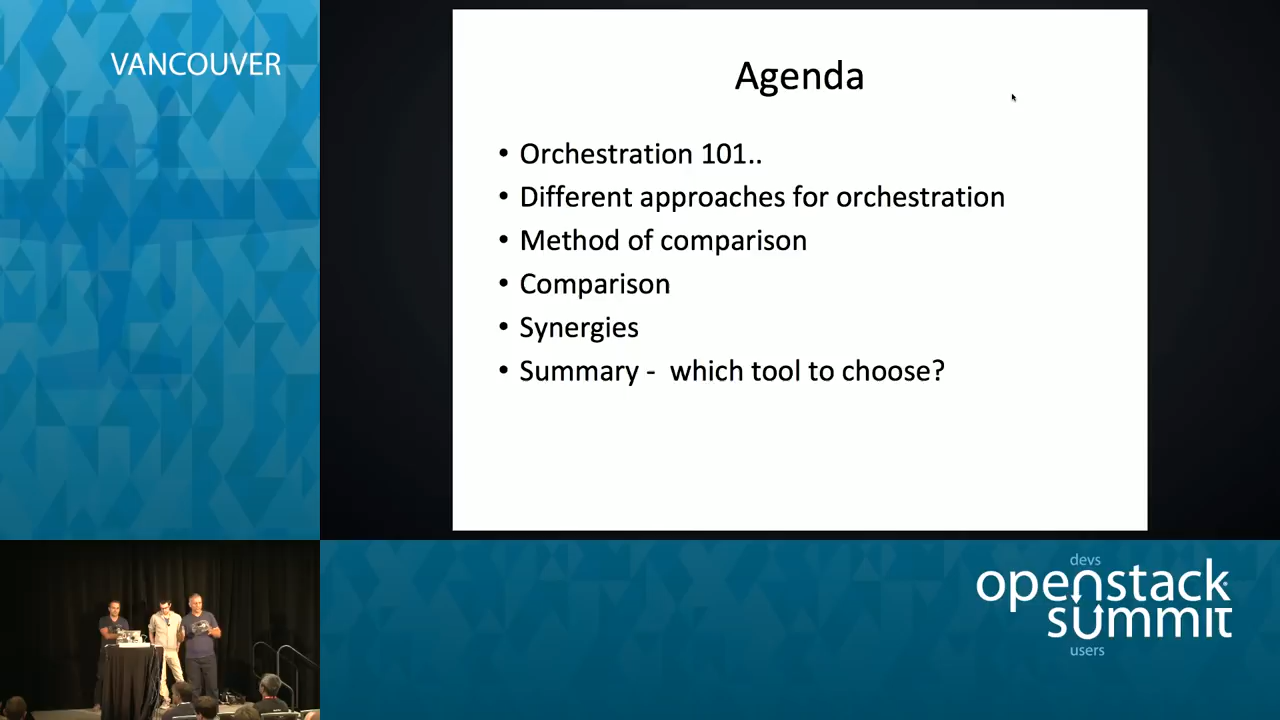 VANCOUVER
Agenda
• Orchestration 101..
• Different approaches for orchestration
• Method of comparison
• Comparison
• Synergies
• Summary - which tool to choose?
devs
openstack
summit
users